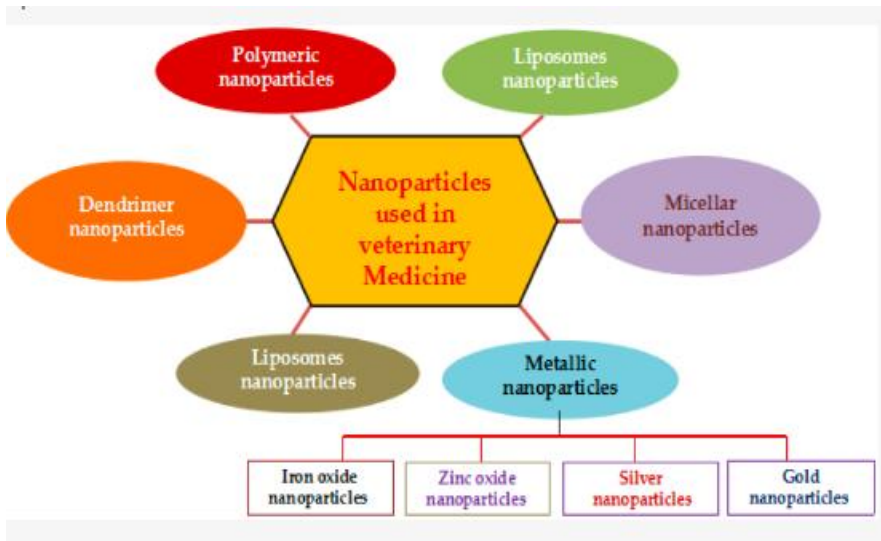 Polymeric
nanoparticles
Liposomes
nanoparticles
Nanoparticles
used in
veterinary
Medicine
Dendrimer
nanoparticles
Micellar
nanoparticles
Liposomes
nanoparticles
Metallic
nanoparticles
Iron oxide
nanoparticles
Zinc oxide
nanoparticles
Silver
nanoparticles
Gold
nanoparticles